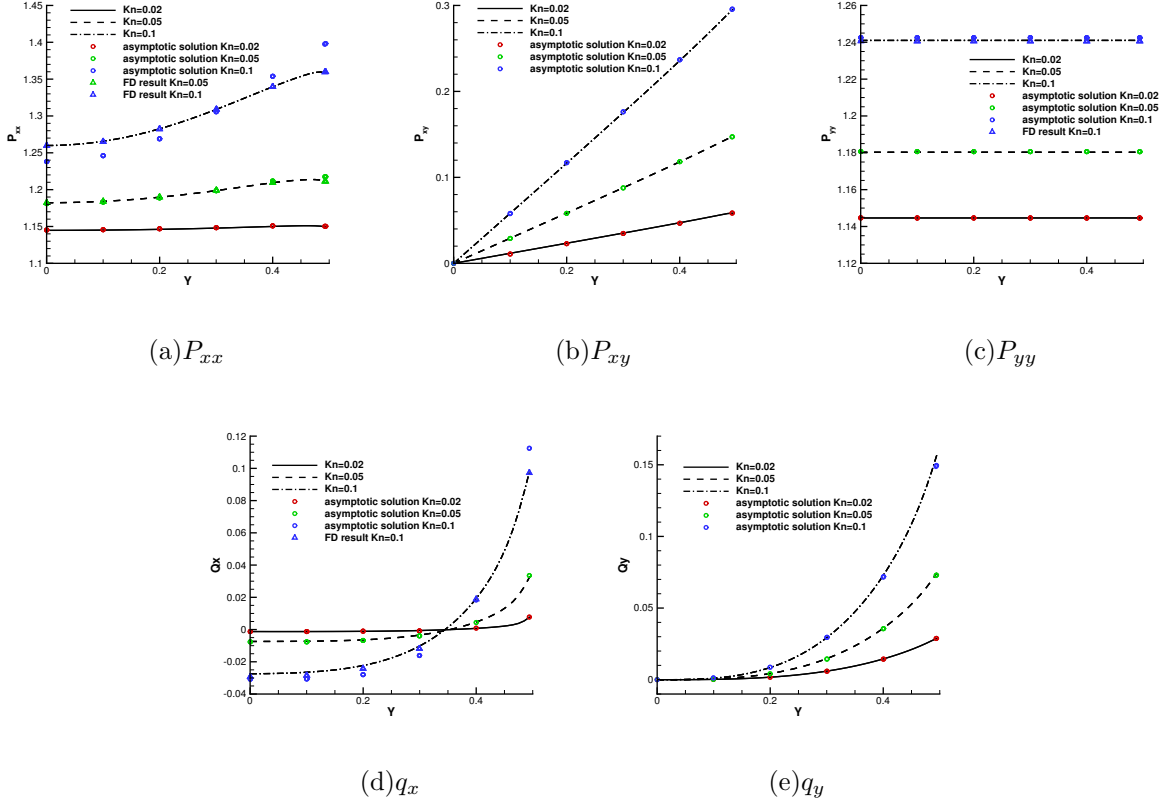 Kn=0.02
Kn=0.05
Kn=0.1
asymptotic solution Kn=0.02
asymptotic solution Kn=0.05
asymptotic solution Kn=0.1
FD result Kn=0.05
FD result Kn=0.1
P_xx
1.45
1.4
1.35
1.3
1.25
1.2
1.15
1.1
0
0.2
0.4
Y
(a)P_xx
Kn=0.02
Kn=0.05
Kn=0.1
asymptotic solution Kn=0.02
asymptotic solution Kn=0.05
asymptotic solution Kn=0.1
P_xy
0.3
0.2
0.1
0
0
0.2
0.4
Y
(b)P_xy
Kn=0.02
Kn=0.05
Kn=0.1
asymptotic solution Kn=0.02
asymptotic solution Kn=0.05
asymptotic solution Kn=0.1
FD result Kn=0.1
P_yy
1.26
1.24
1.22
1.2
1.18
1.16
1.14
1.12
0
0.2
0.4
Y
(c)P_yy
Kn=0.02
Kn=0.05
Kn=0.1
asymptotic solution Kn=0.02
asymptotic solution Kn=0.05
asymptotic solution Kn=0.1
FD result Kn=0.1
Qx
0.12
0.1
0.08
0.06
0.04
0.02
0
-0.02
-0.04
0
0.2
0.4
Y
(d)q_x
Kn=0.02
Kn=0.05
Kn=0.1
asymptotic solution Kn=0.02
asymptotic solution Kn=0.05
asymptotic solution Kn=0.1
Qy
0.15
0.1
0.05
0
0
0.2
0.4
Y
(e)q_y